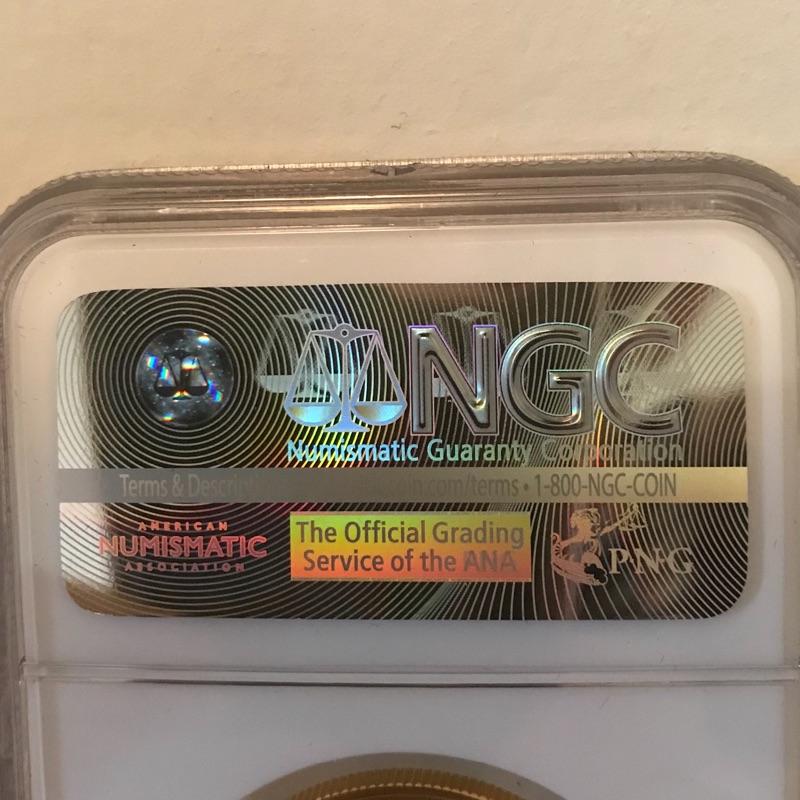 NGC
Numismatic Guaranty Corporation
Terms & .com/terms • 1-800-NGC-COIN
AMERICAN
NUMISMATIC
ASSOCIATION
The Official Grading
Service of the ANA
PNG